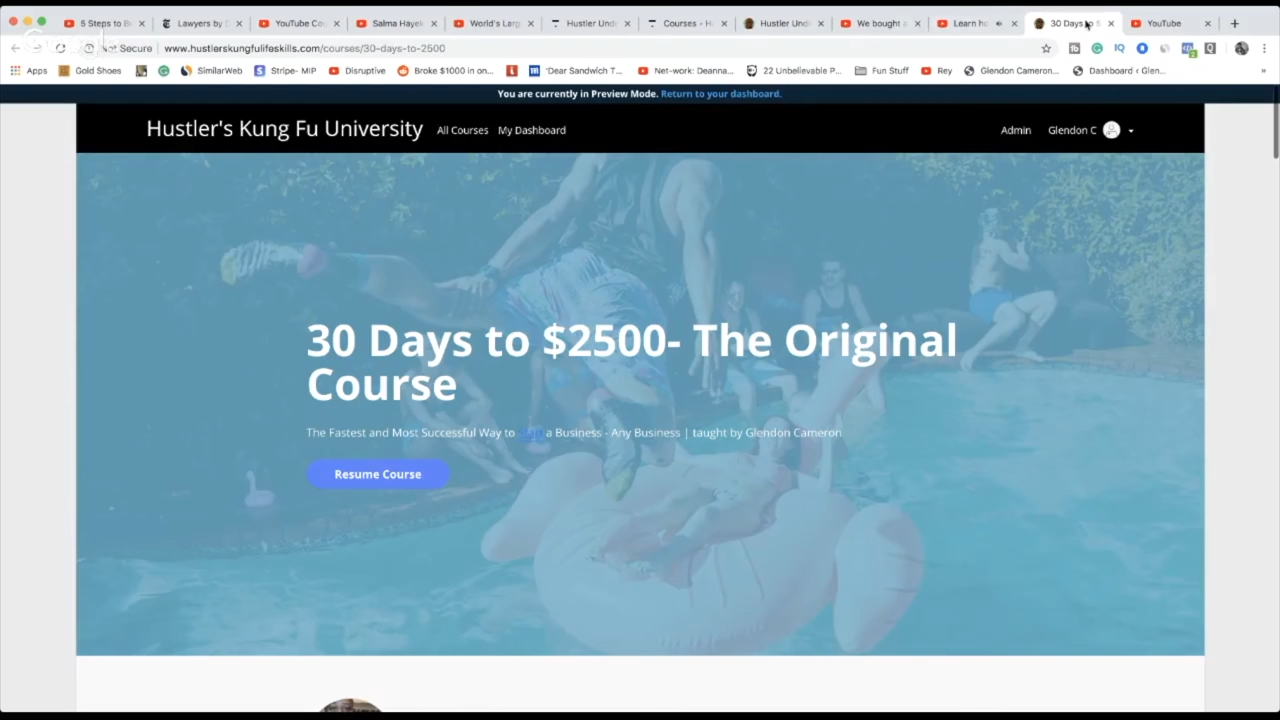 5 Steps to B
Lawyers by
YouTube Co
Salma Hayek
World's Larg
Hustler Und
Courses - H
Hustler Und
We bought a
Learn ho
30 Days to $
YouTube
Not Secure
www.hustlerskungfulifeskills.com/courses/30-days-to-2500
Apps
Gold Shoes
SimilarWeb
Stripe- MIP
Disruptive
Broke $1000 in on...
'Dear Sandwich T...
Net-work: Deanna...
22 Unbelievable P...
Fun Stuff
Rey
Glendon Cameron...
Dashboard ‹ Glen...
You are currently in Preview Mode. Return to your dashboard.
Hustler's Kung Fu University
All Courses
My Dashboard
Admin
Glendon C
30 Days to $2500- The Original
Course
The Fastest and Most Successful Way to Start a Business - Any Business | taught by Glendon Cameron
Resume Course